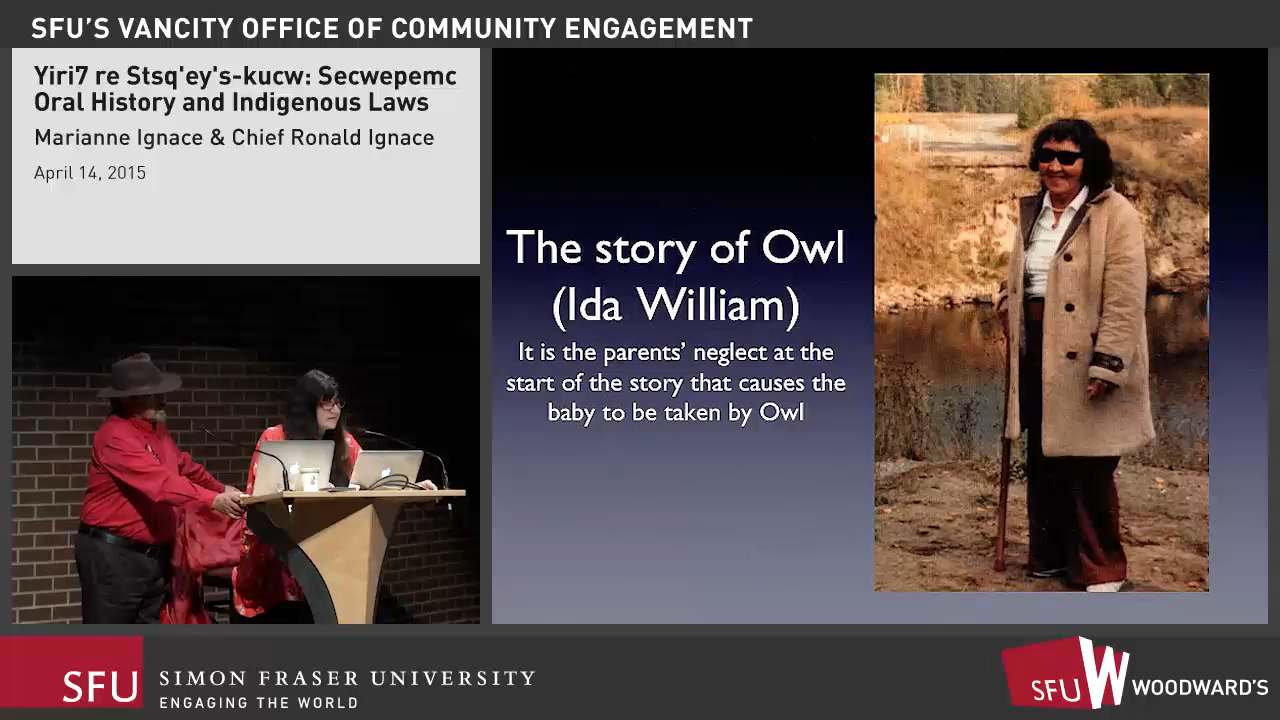 SFU'S VANCITY OFFICE OF COMMUNITY ENGAGEMENT
Yiri7 re Stsq'ey's-kucw: Secwepemc
Oral History and Indigenous Laws
Marianne Ignace & Chief Ronald Ignace
April 14, 2015
The story of Owl
(Ida William)
It is the parents' neglect at the
start of the story that causes the
baby to be taken by Owl
SFU
SIMON FRASER UNIVERSITY
ENGAGING THE WORLD
SFU W WOODWARD'S